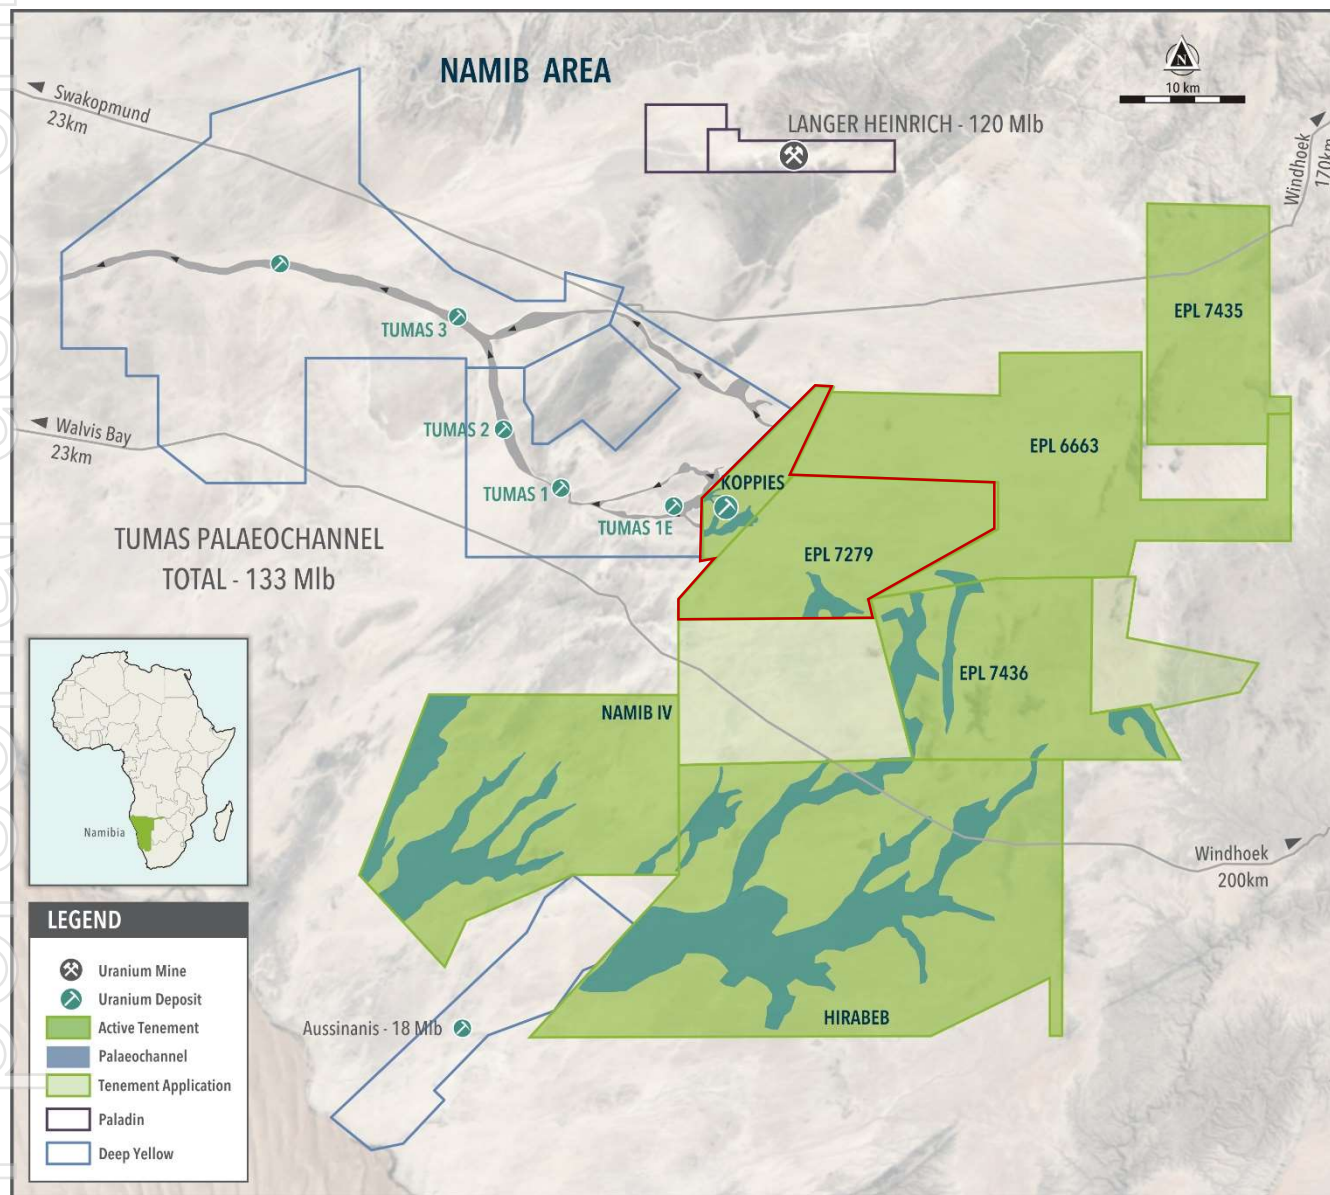 NAMIB AREA
N
10 km
Swakopmund
23km
LANGER HEINRICH - 120 Mlb
Windhoek
170km
EPL 7435
TUMAS 3
EPL 6663
TUMAS 2
Walvis Bay
23km
KOPPIES
TUMAS 1
TUMAS 1E
EPL 7279
TUMAS PALAEOCHANNEL
TOTAL - 133 Mlb
EPL 7436
NAMIB IV
Namibia
Windhoek
200km
LEGEND
Uranium Mine
Uranium Deposit
Active Tenement
Palaeochannel
Tenement Application
Paladin
Deep Yellow
Aussinanis - 18 Mlb
HIRABEB